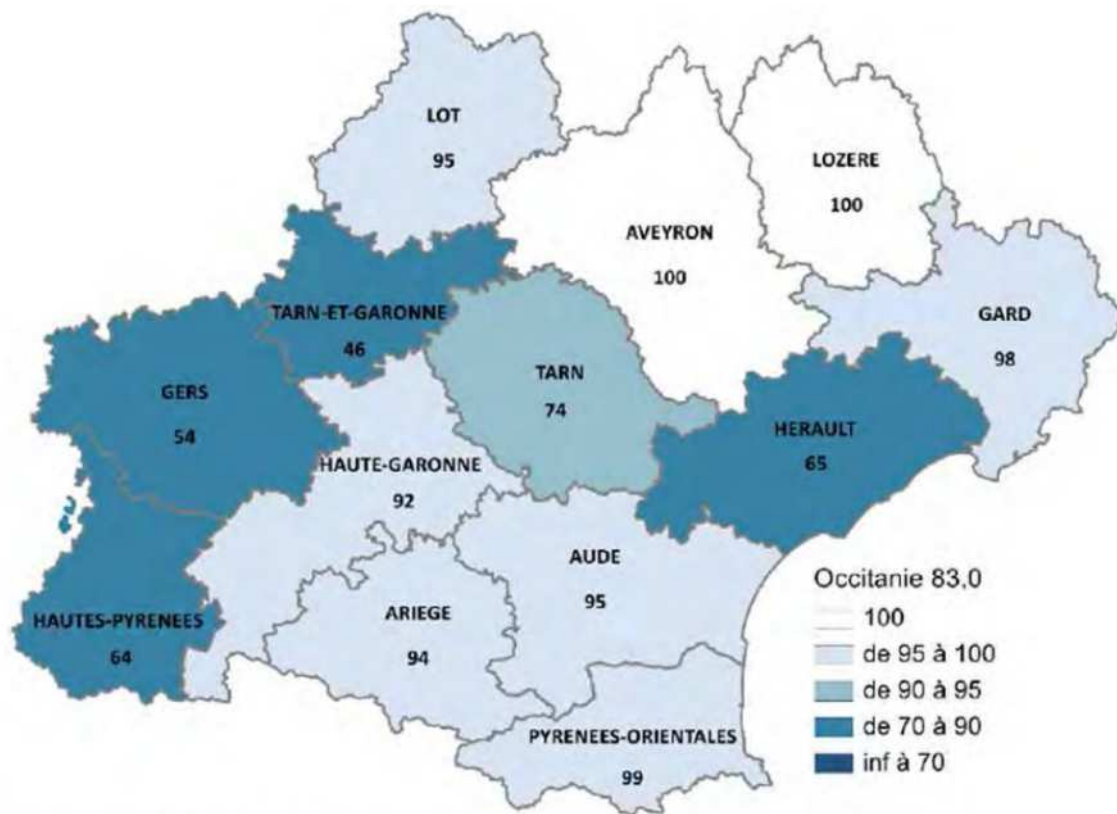 LOT
95
LOZERE
100
AVEYRON
100
TARN-ET-GARONNE
46
GARD
98
GERS
54
TARN
74
HERAULT
65
HAUTE-GARONNE
92
AUDE
95
ARIEGE
94
HAUTES-PYRENEES
64
PYRENEES-ORIENTALES
99
Occitanie 83,0
100
de 95 à 100
de 90 à 95
de 70 à 90
inf à 70